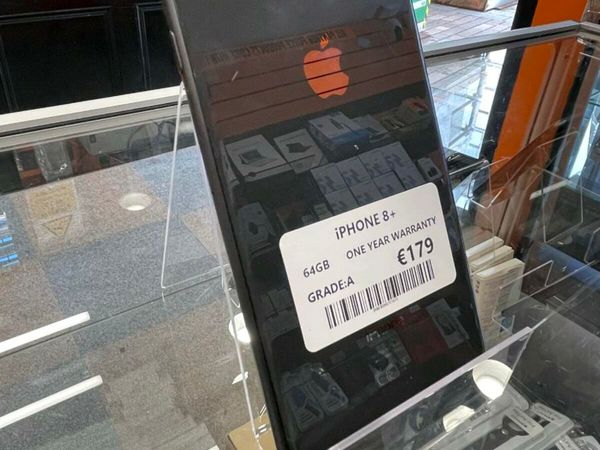 iPHONE 8+
64GB ONE YEAR WARRANTY
GRADE:A €179